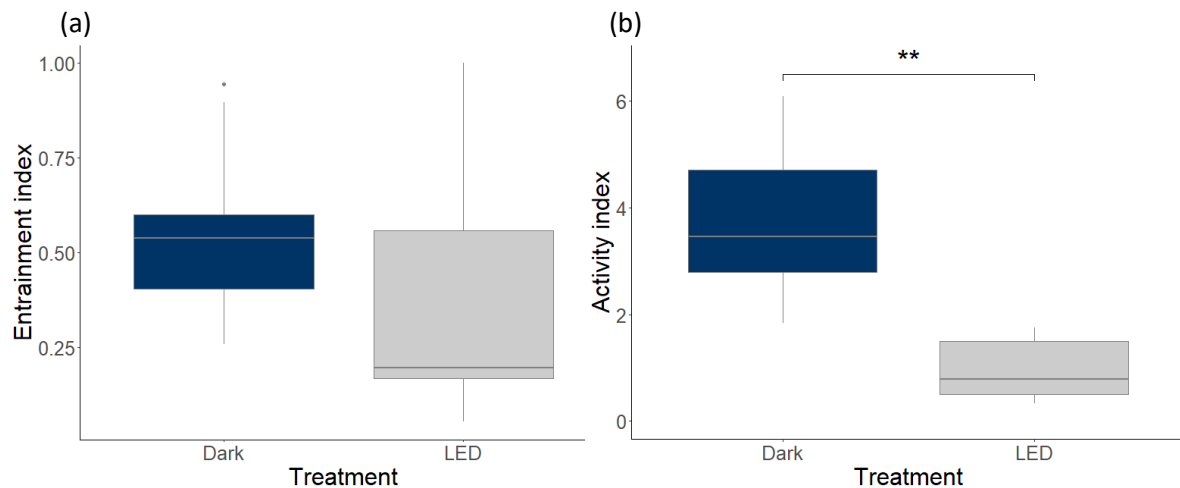 (a)
Entrainment index
1.00
0.75
0.50
0.25
Dark
LED
Treatment
(b)
**
Activity index
6
4
2
0
Dark
LED
Treatment